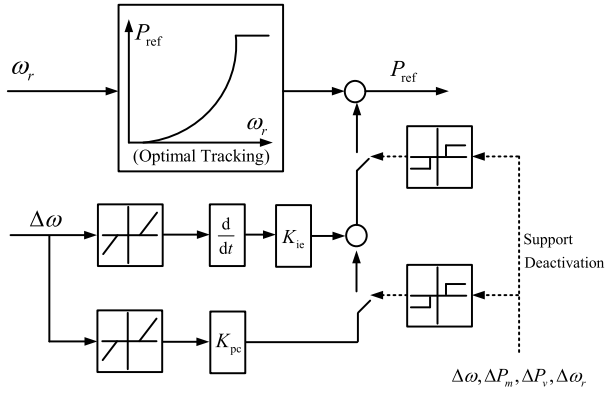 P_ref
ω_r
P_ref
ω_r
(Optimal Tracking)
Δω
d
dt
K_ie
Support
Deactivation
K_pc
Δω, ΔP_m, ΔP_v, Δω_r